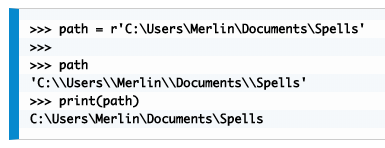 >>> path = r'C:\Users\Merlin\Documents\Spells'
>>>
>>> path
'C:\\Users\\Merlin\\Documents\\Spells'
>>> print(path)
C:\Users\Merlin\Documents\Spells